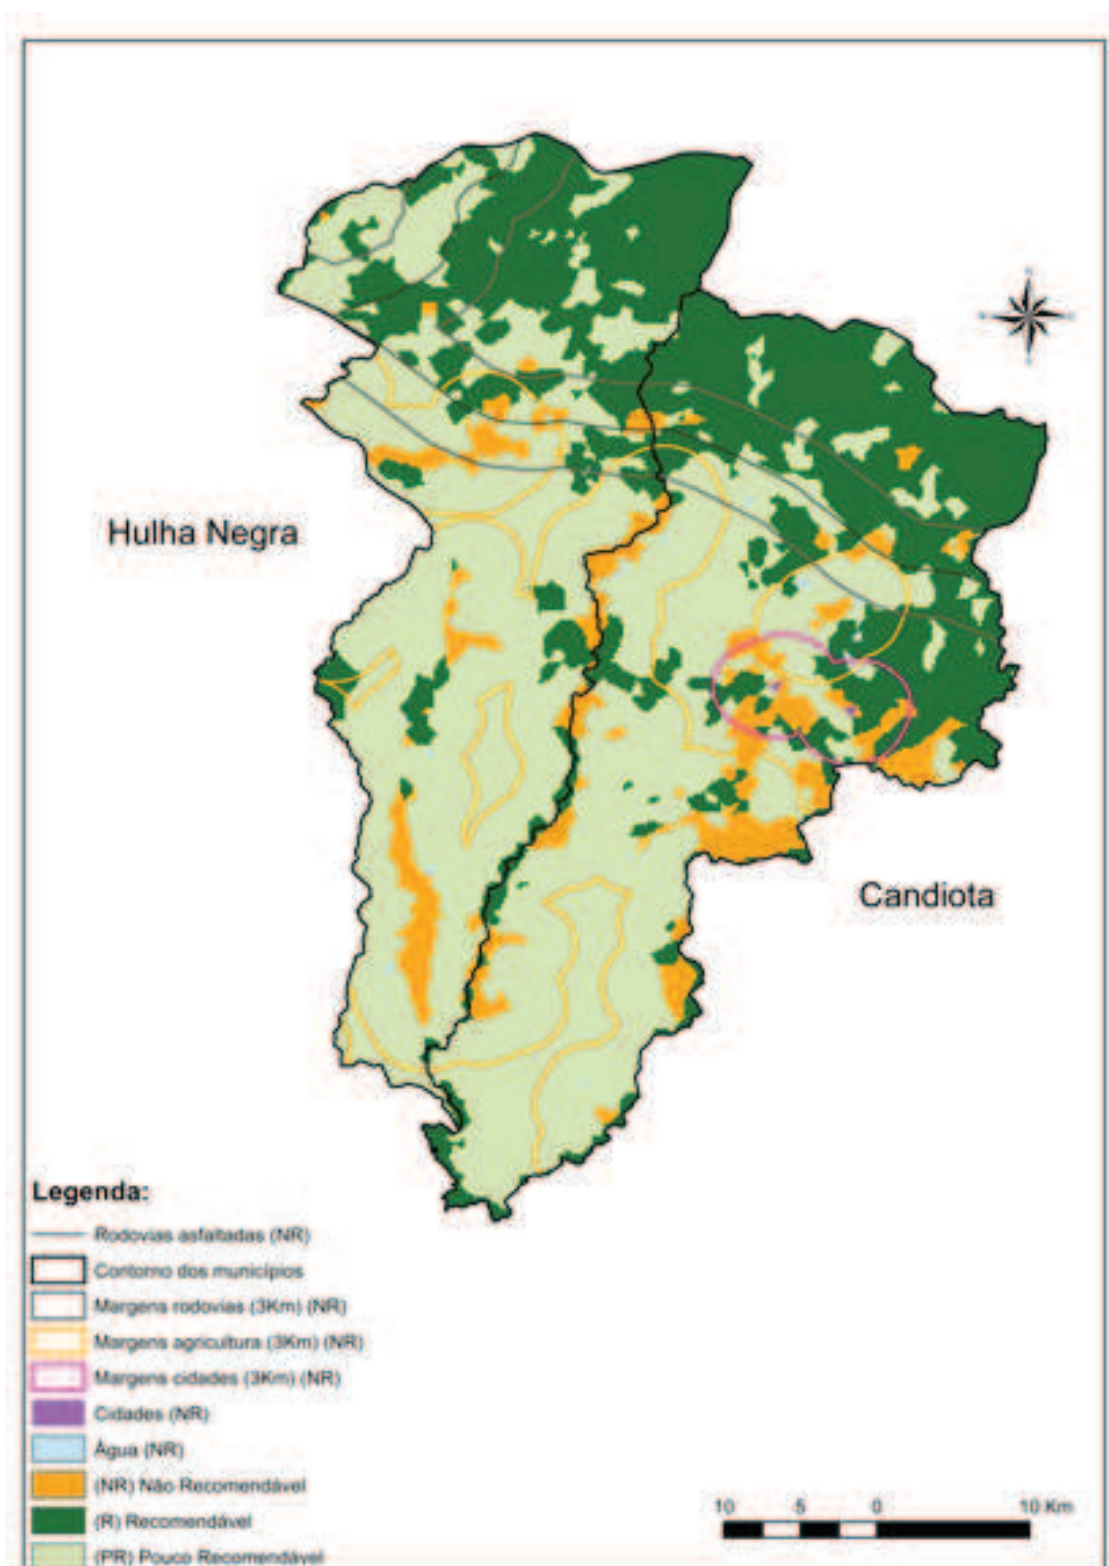 Hulha Negra
Candiota
Legenda:
Rodovias asfaltadas (NR)
Contorno dos municípios
Margens rodovias (3Km) (NR)
Margens agricultura (3Km) (NR)
Margens cidades (3Km) (NR)
Cidades (NR)
Água (NR)
(NR) Não Recomendável
(R) Recomendável
(PR) Pouco Recomendável
10 5 0 10 Km